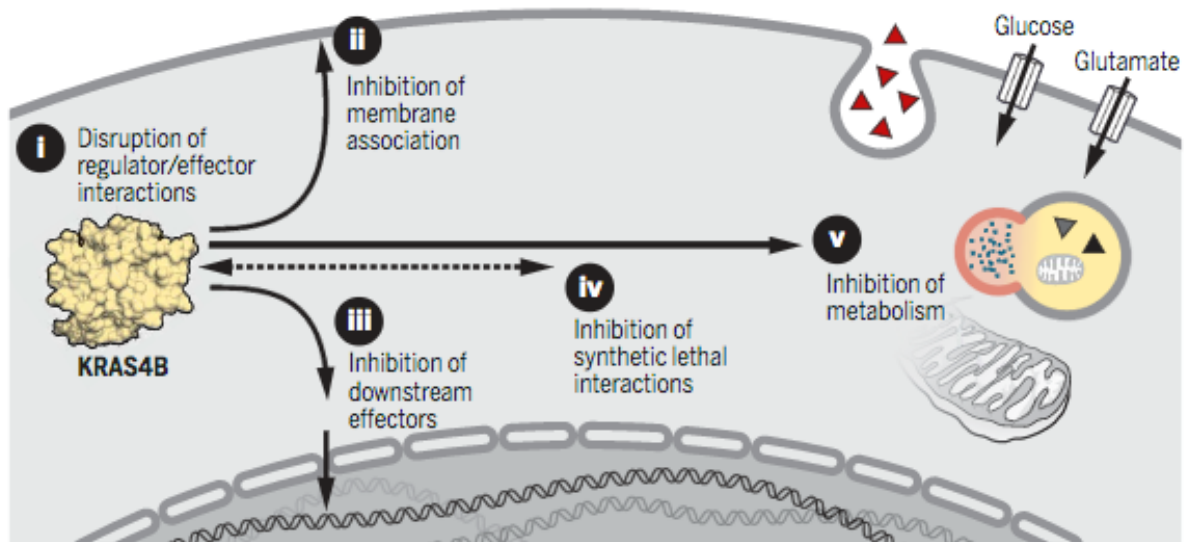 i
Disruption of
regulator/effector
interactions
KRAS4B
ii
Inhibition of
membrane
association
iii
Inhibition of
downstream
effectors
iv
Inhibition of
synthetic lethal
interactions
v
Inhibition of
metabolism
Glucose
Glutamate